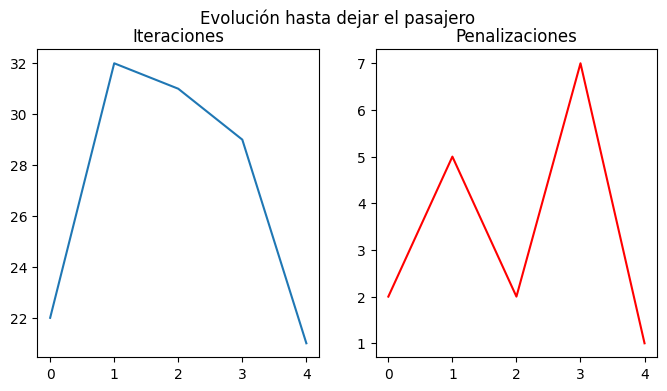 Evolución hasta dejar el pasajero
Iteraciones
32
30
28
26
24
22
0 1 2 3 4
Penalizaciones
7
6
5
4
3
2
1
0 1 2 3 4